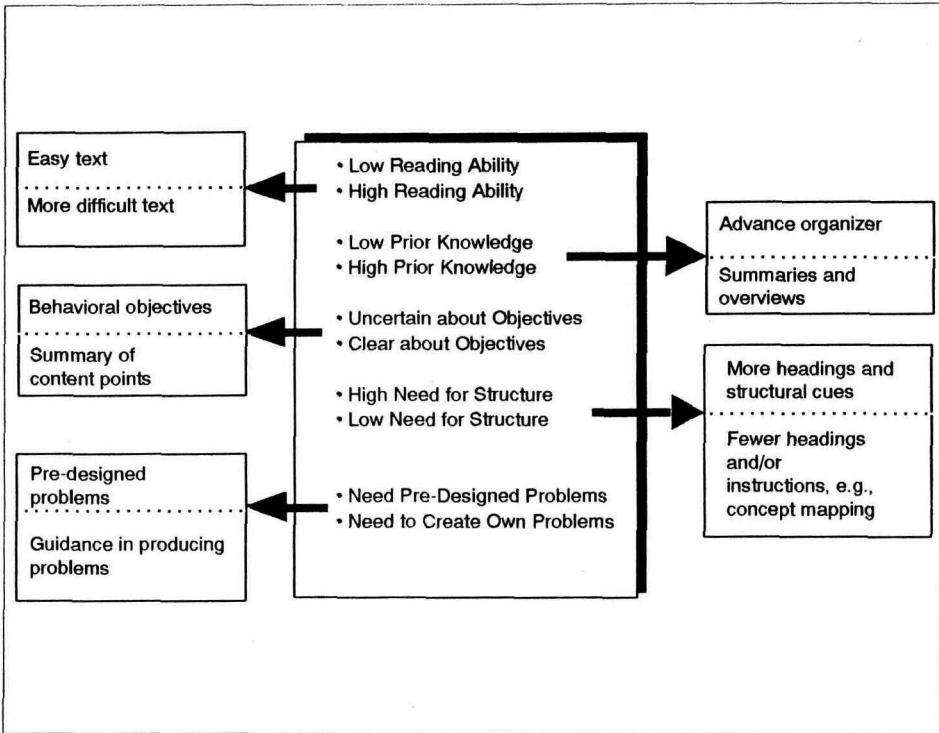 Easy text
More difficult text
Behavioral objectives
Summary of
content points
Pre-designed
problems
Guidance in producing
problems
• Low Reading Ability
• High Reading Ability
• Low Prior Knowledge
• High Prior Knowledge
• Uncertain about Objectives
• Clear about Objectives
• High Need for Structure
• Low Need for Structure
• Need Pre-Designed Problems
• Need to Create Own Problems
Advance organizer
Summaries and
overviews
More headings and
structural cues
Fewer headings
and/or
instructions, e.g.,
concept mapping